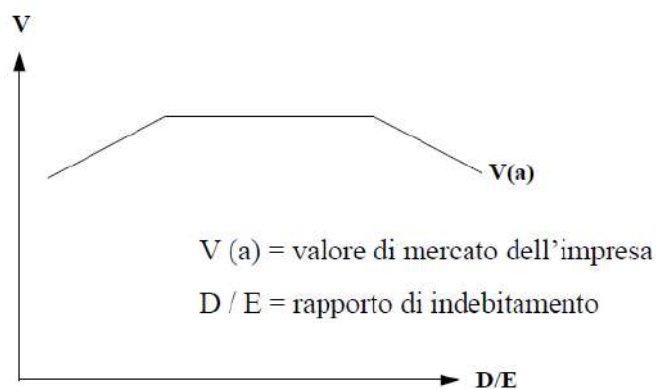 V
V(a)
V (a) = valore di mercato dell’impresa
D / E = rapporto di indebitamento
D/E